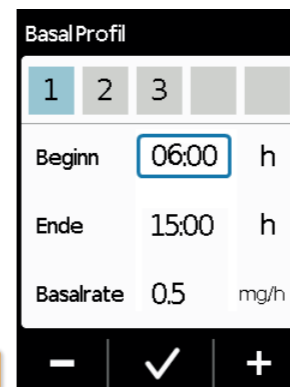 Basal Profil
1 2 3
Beginn 06:00 h
Ende 15:00 h
Basalrate 0.5 mg/h
− ✓ +